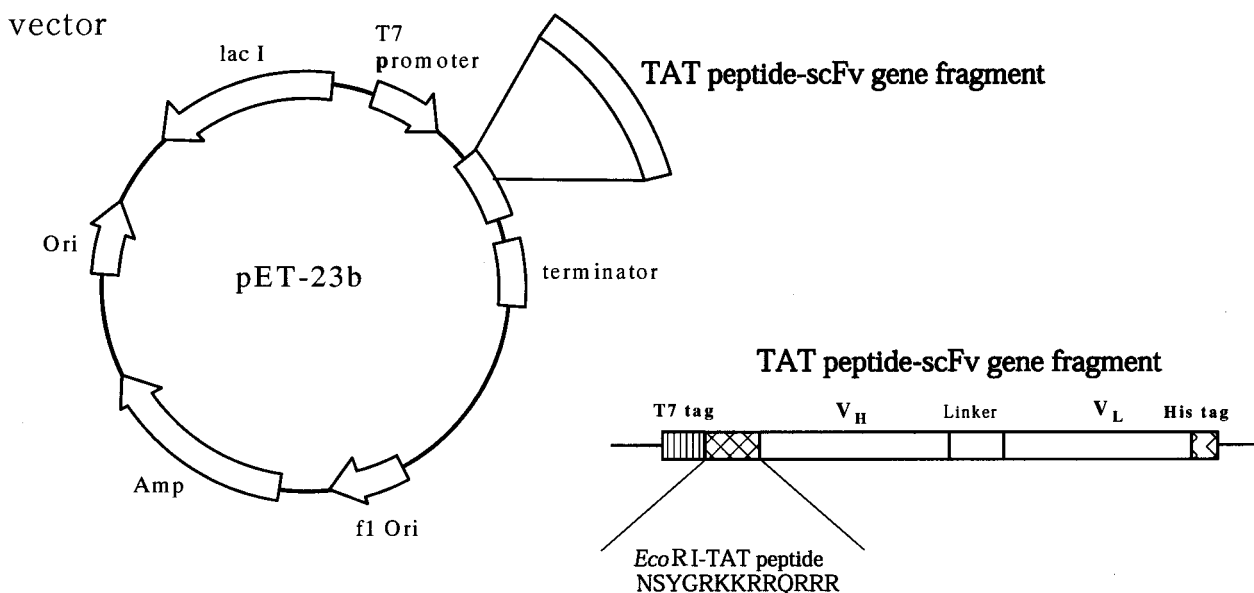 vector
lac I
T7
promoter
TAT peptide-scFv gene fragment
Ori
pET-23b
terminator
Amp
f1 Ori
TAT peptide-scFv gene fragment
T7 tag
VH
Linker
VL
His tag
EcoRI-TAT peptide
NSYGRKKRRQRRR